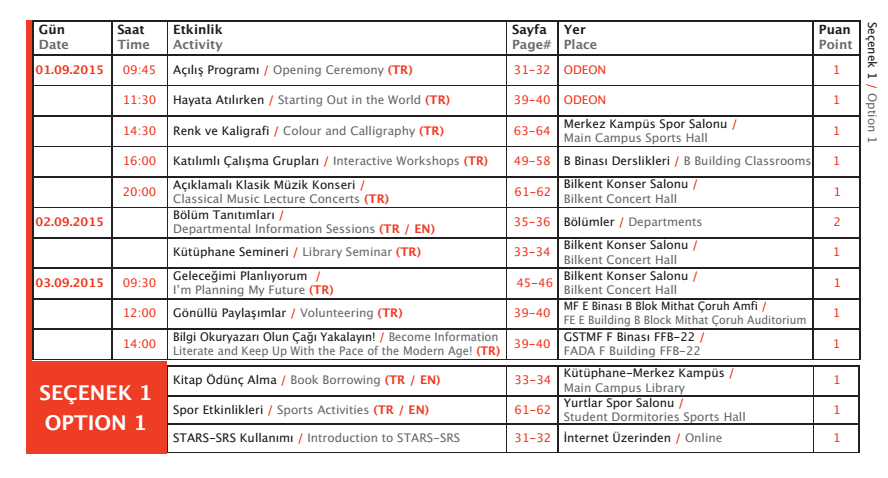 Gün Saat Etkinlik Sayfa Yer Puan
Date Time Activity Page# Place Point
01.09.2015 09:45 Açılış Programı / Opening Ceremony (TR) 31-32 ODEON 1
11:30 Hayata Atılırken / Starting Out in the World (TR) 39-40 ODEON 1
14:30 Renk ve Kaligrafi / Colour and Calligraphy (TR) 63-64 Merkez Kampüs Spor Salonu / 1
Main Campus Sports Hall
16:00 Katılımlı Çalışma Grupları / Interactive Workshops (TR) 49-58 B Binası Derslikleri / B Building Classrooms 1
20:00 Açıklamalı Klasik Müzik Konseri / 61-62 Bilkent Konser Salonu / 1
Classical Music Lecture Concerts (TR) Bilkent Concert Hall
02.09.2015 Bölüm Tanıtımları / 35-36 Bölümler / Departments 2
Departmental Information Sessions (TR / EN)
Kütüphane Semineri / Library Seminar (TR) 33-34 Bilkent Konser Salonu / 1
Bilkent Concert Hall
03.09.2015 09:30 Geleceğimi Planlıyorum / 45-46 Bilkent Konser Salonu / 1
I'm Planning My Future (TR) Bilkent Concert Hall
12:00 Gönüllü Paylaşımlar / Volunteering (TR) 39-40 MF E Binası B Blok Mithat Çoruh Amfi / 1
FE E Building B Block Mithat Çoruh Auditorium
14:00 Bilgi Okuryazarı Olun Çağı Yakalayın! / Become Information 39-40 GSTMF F Binası FFB-22 / 1
Literate and Keep Up With the Pace of the Modern Age! (TR) FADA F Building FFB-22
SEÇENEK 1
OPTION 1
Kitap Ödünç Alma / Book Borrowing (TR / EN) 33-34 Kütüphane-Merkez Kampüs / 1
Main Campus Library
Spor Etkinlikleri / Sports Activities (TR / EN) 61-62 Yurtlar Spor Salonu / 1
Student Dormitories Sports Hall
STARS-SRS Kullanımı / Introduction to STARS-SRS 31-32 İnternet Üzerinden / Online 1
Seçenek 1 / Option 1